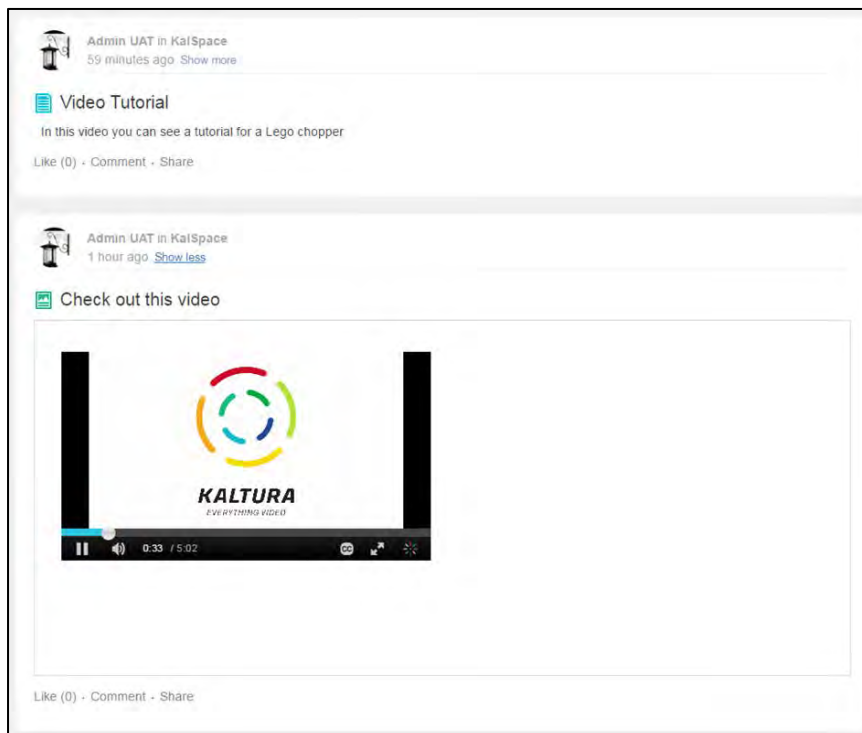 Admin UAT in KalSpace
59 minutes ago Show more
Video Tutorial
In this video you can see a tutorial for a Lego chopper
Like (0) - Comment - Share
Admin UAT in KalSpace
1 hour ago Show less
Check out this video
KALTURA
EVERYTHING VIDEO
0:33 / 5:02 CC
Like (0) - Comment - Share